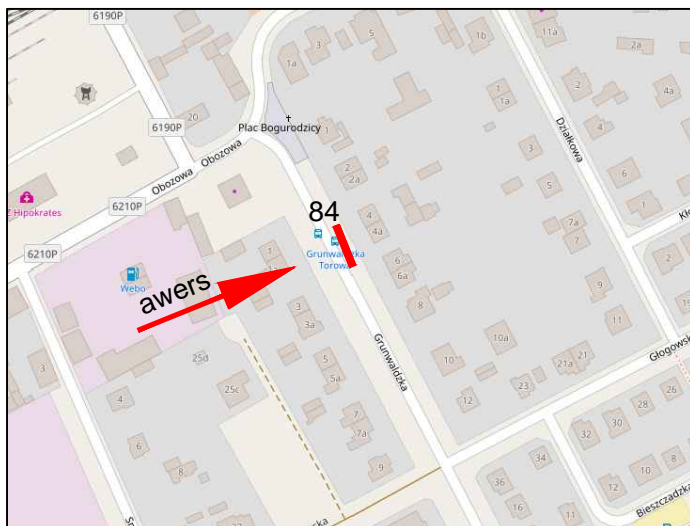 6190P
1a
3
5
1b
11a
2a
2
4a
6190P
20
Plac Bogurodzicy
1
1
1a
4
Obozowa
Obozowa
Działkowa
3
6
2
2a
5
Z Hipokrates
6210P
84
4
4a
7
7a
6210P
Grunwaldzka
Torowa
1
Webo
awers
6
6a
8
9
2
3
3a
11
19
Grunwaldzka
Głogowsk
25d
5
5a
10
10a
21
21a
3
4
25c
23
26
12
28
7
7a
30
6
32
8
9
34
10
8
36
12
16
11
Bieszczadzka